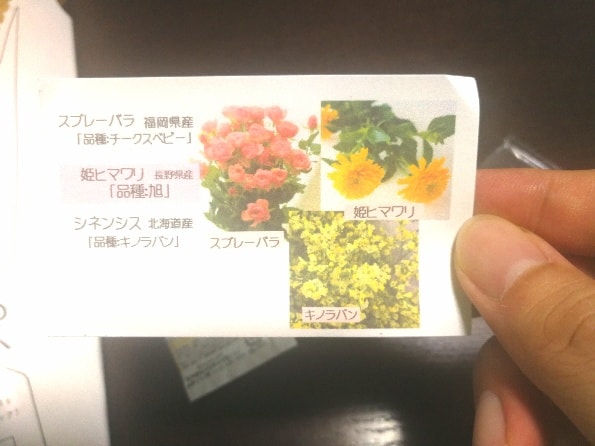 スプレーバラ 福岡県産
「品種:チークスベビー」
姫ヒマワリ 長野県産
「品種:旭」
シネンシス 北海道産
「品種:キノラバン」
スプレーバラ
姫ヒマワリ
キノラバン